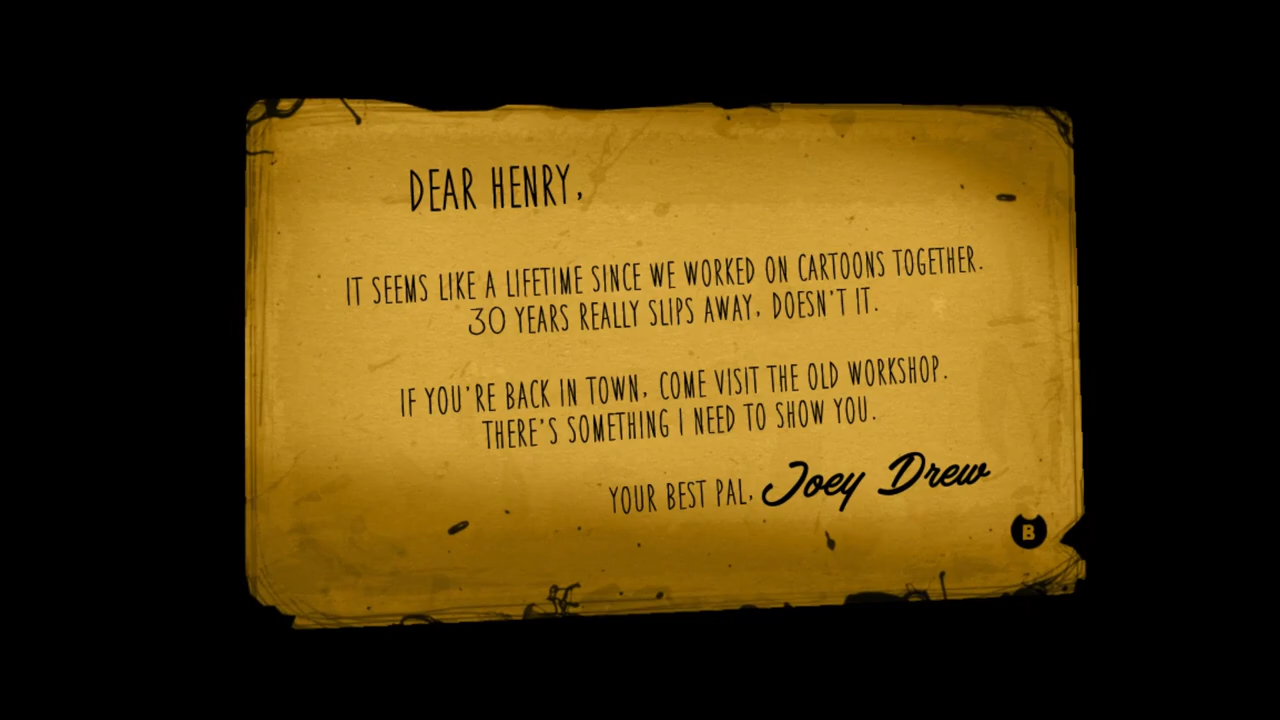 DEAR HENRY,
IT SEEMS LIKE A LIFETIME SINCE WE WORKED ON CARTOONS TOGETHER.
30 YEARS REALLY SLIPS AWAY, DOESN'T IT.
IF YOU'RE BACK IN TOWN, COME VISIT THE OLD WORKSHOP.
THERE'S SOMETHING I NEED TO SHOW YOU.
YOUR BEST PAL, Joey Drew
B